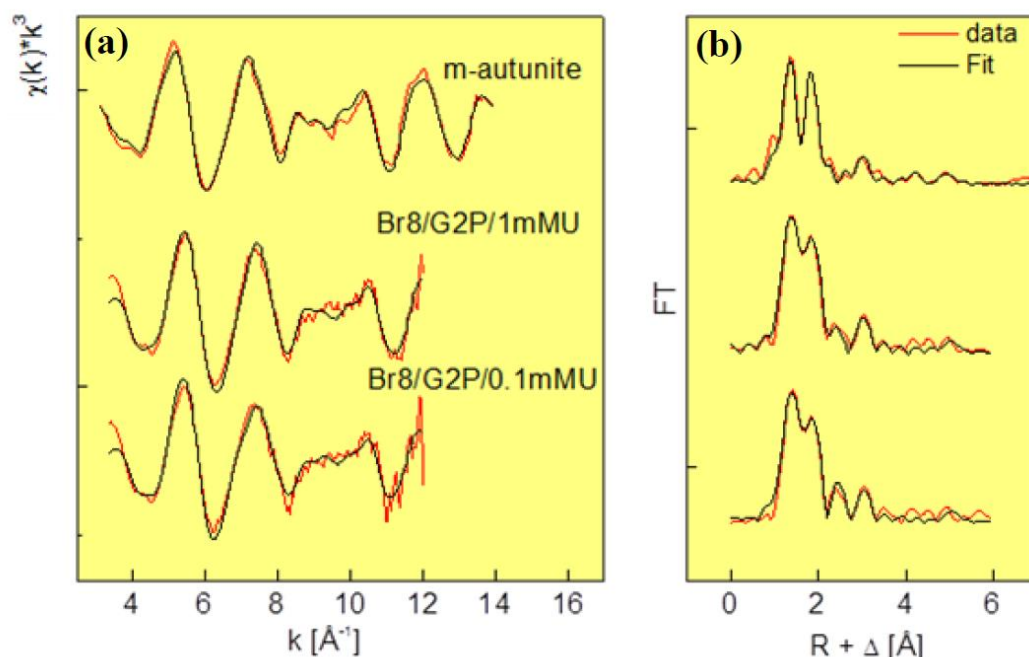 χ(k)*k³
(a)
m-autunite
Br8/G2P/1mMU
Br8/G2P/0.1mMU
4 6 8 10 12 14 16
k [Å⁻¹]
(b)
data
Fit
FT
0 2 4 6
R + Δ [Å]